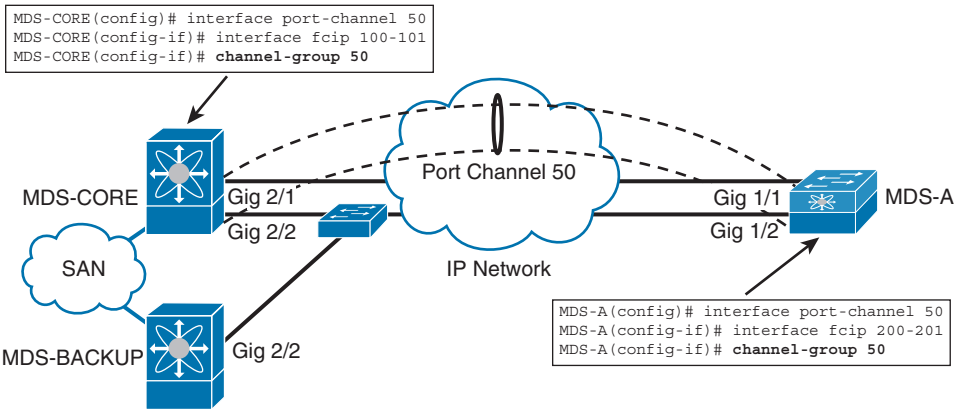 MDS-CORE(config)# interface port-channel 50
MDS-CORE(config-if)# interface fcip 100-101
MDS-CORE(config-if)# channel-group 50
Port Channel 50
MDS-CORE
Gig 2/1
Gig 1/1
MDS-A
Gig 2/2
Gig 1/2
SAN
IP Network
MDS-BACKUP
Gig 2/2
MDS-A(config)# interface port-channel 50
MDS-A(config-if)# interface fcip 200-201
MDS-A(config-if)# channel-group 50